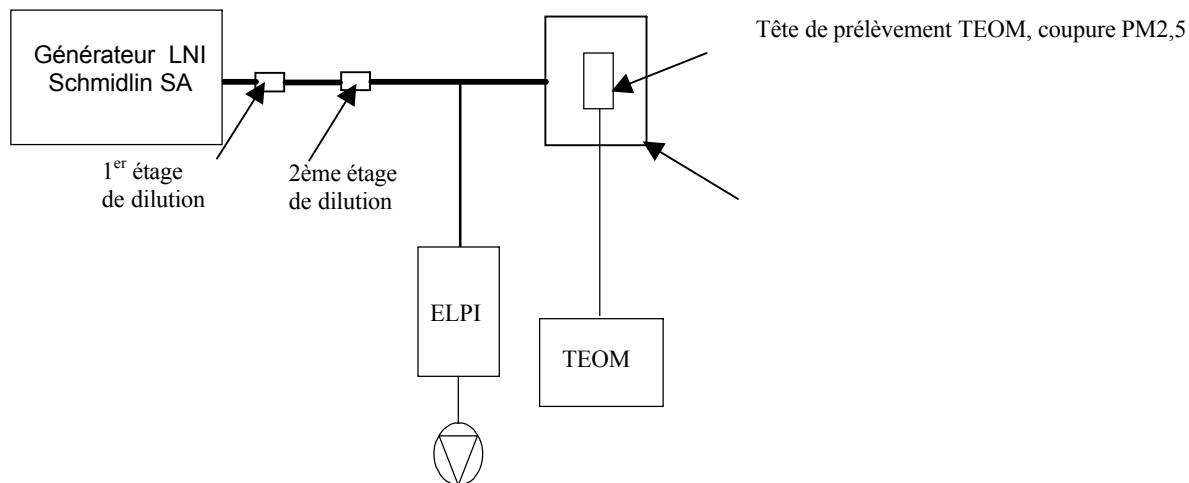 Générateur LNI
Schmidlin SA
Tête de prélèvement TEOM, coupure PM2,5
1er étage
de dilution
2ème étage
de dilution
ELPI
TEOM